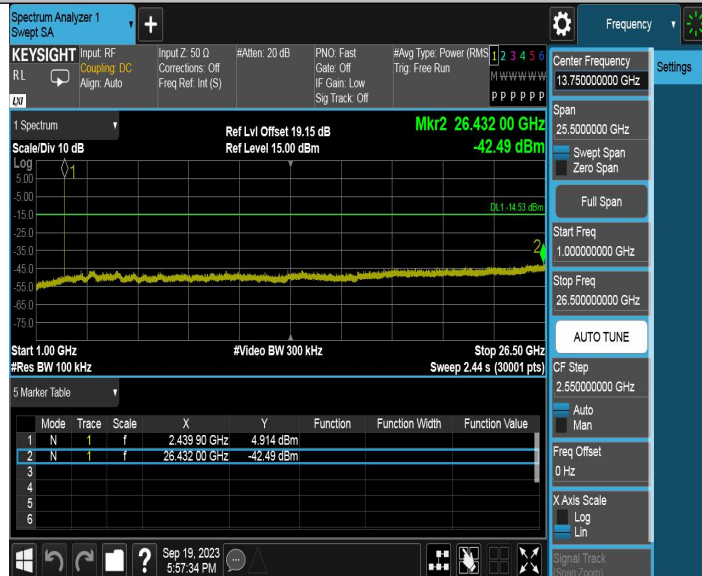 Spectrum Analyzer 1
Swept SA
Frequency
KEYSIGHT
RL
LXI
Input: RF
Coupling: DC
Align: Auto
Input Z: 50 Ω
Corrections: Off
Freq Ref: Int (S)
#Atten: 20 dB
PNO: Fast
Gate: Off
IF Gain: Low
Sig Track: Off
#Avg Type: Power (RMS
Trig: Free Run
1 2 3 4 5 6
M W W W W W
P P P P P P
1 Spectrum
Scale/Div 10 dB
Ref Lvl Offset 19.15 dB
Ref Level 15.00 dBm
Mkr2 26.432 00 GHz
-42.49 dBm
Log
5.00
-5.00
-15.0
-25.0
-35.0
-45.0
-55.0
-65.0
-75.0
1
DL1 -14.53 dBm
2
Start 1.00 GHz
#Res BW 100 kHz
#Video BW 300 kHz
Stop 26.50 GHz
Sweep 2.44 s (30001 pts)
5 Marker Table
Mode Trace Scale X Y Function Function Width Function Value
1 N 1 f 2.439 90 GHz 4.914 dBm
2 N 1 f 26.432 00 GHz -42.49 dBm
3
4
5
6
Sep 19, 2023
5:57:34 PM
Center Frequency
13.750000000 GHz
Span
25.5000000 GHz
Swept Span
Zero Span
Full Span
Start Freq
1.000000000 GHz
Stop Freq
26.500000000 GHz
AUTO TUNE
CF Step
2.550000000 GHz
Auto
Man
Freq Offset
0 Hz
X Axis Scale
Log
Lin
Signal Track
(Span Zoom)
Settings